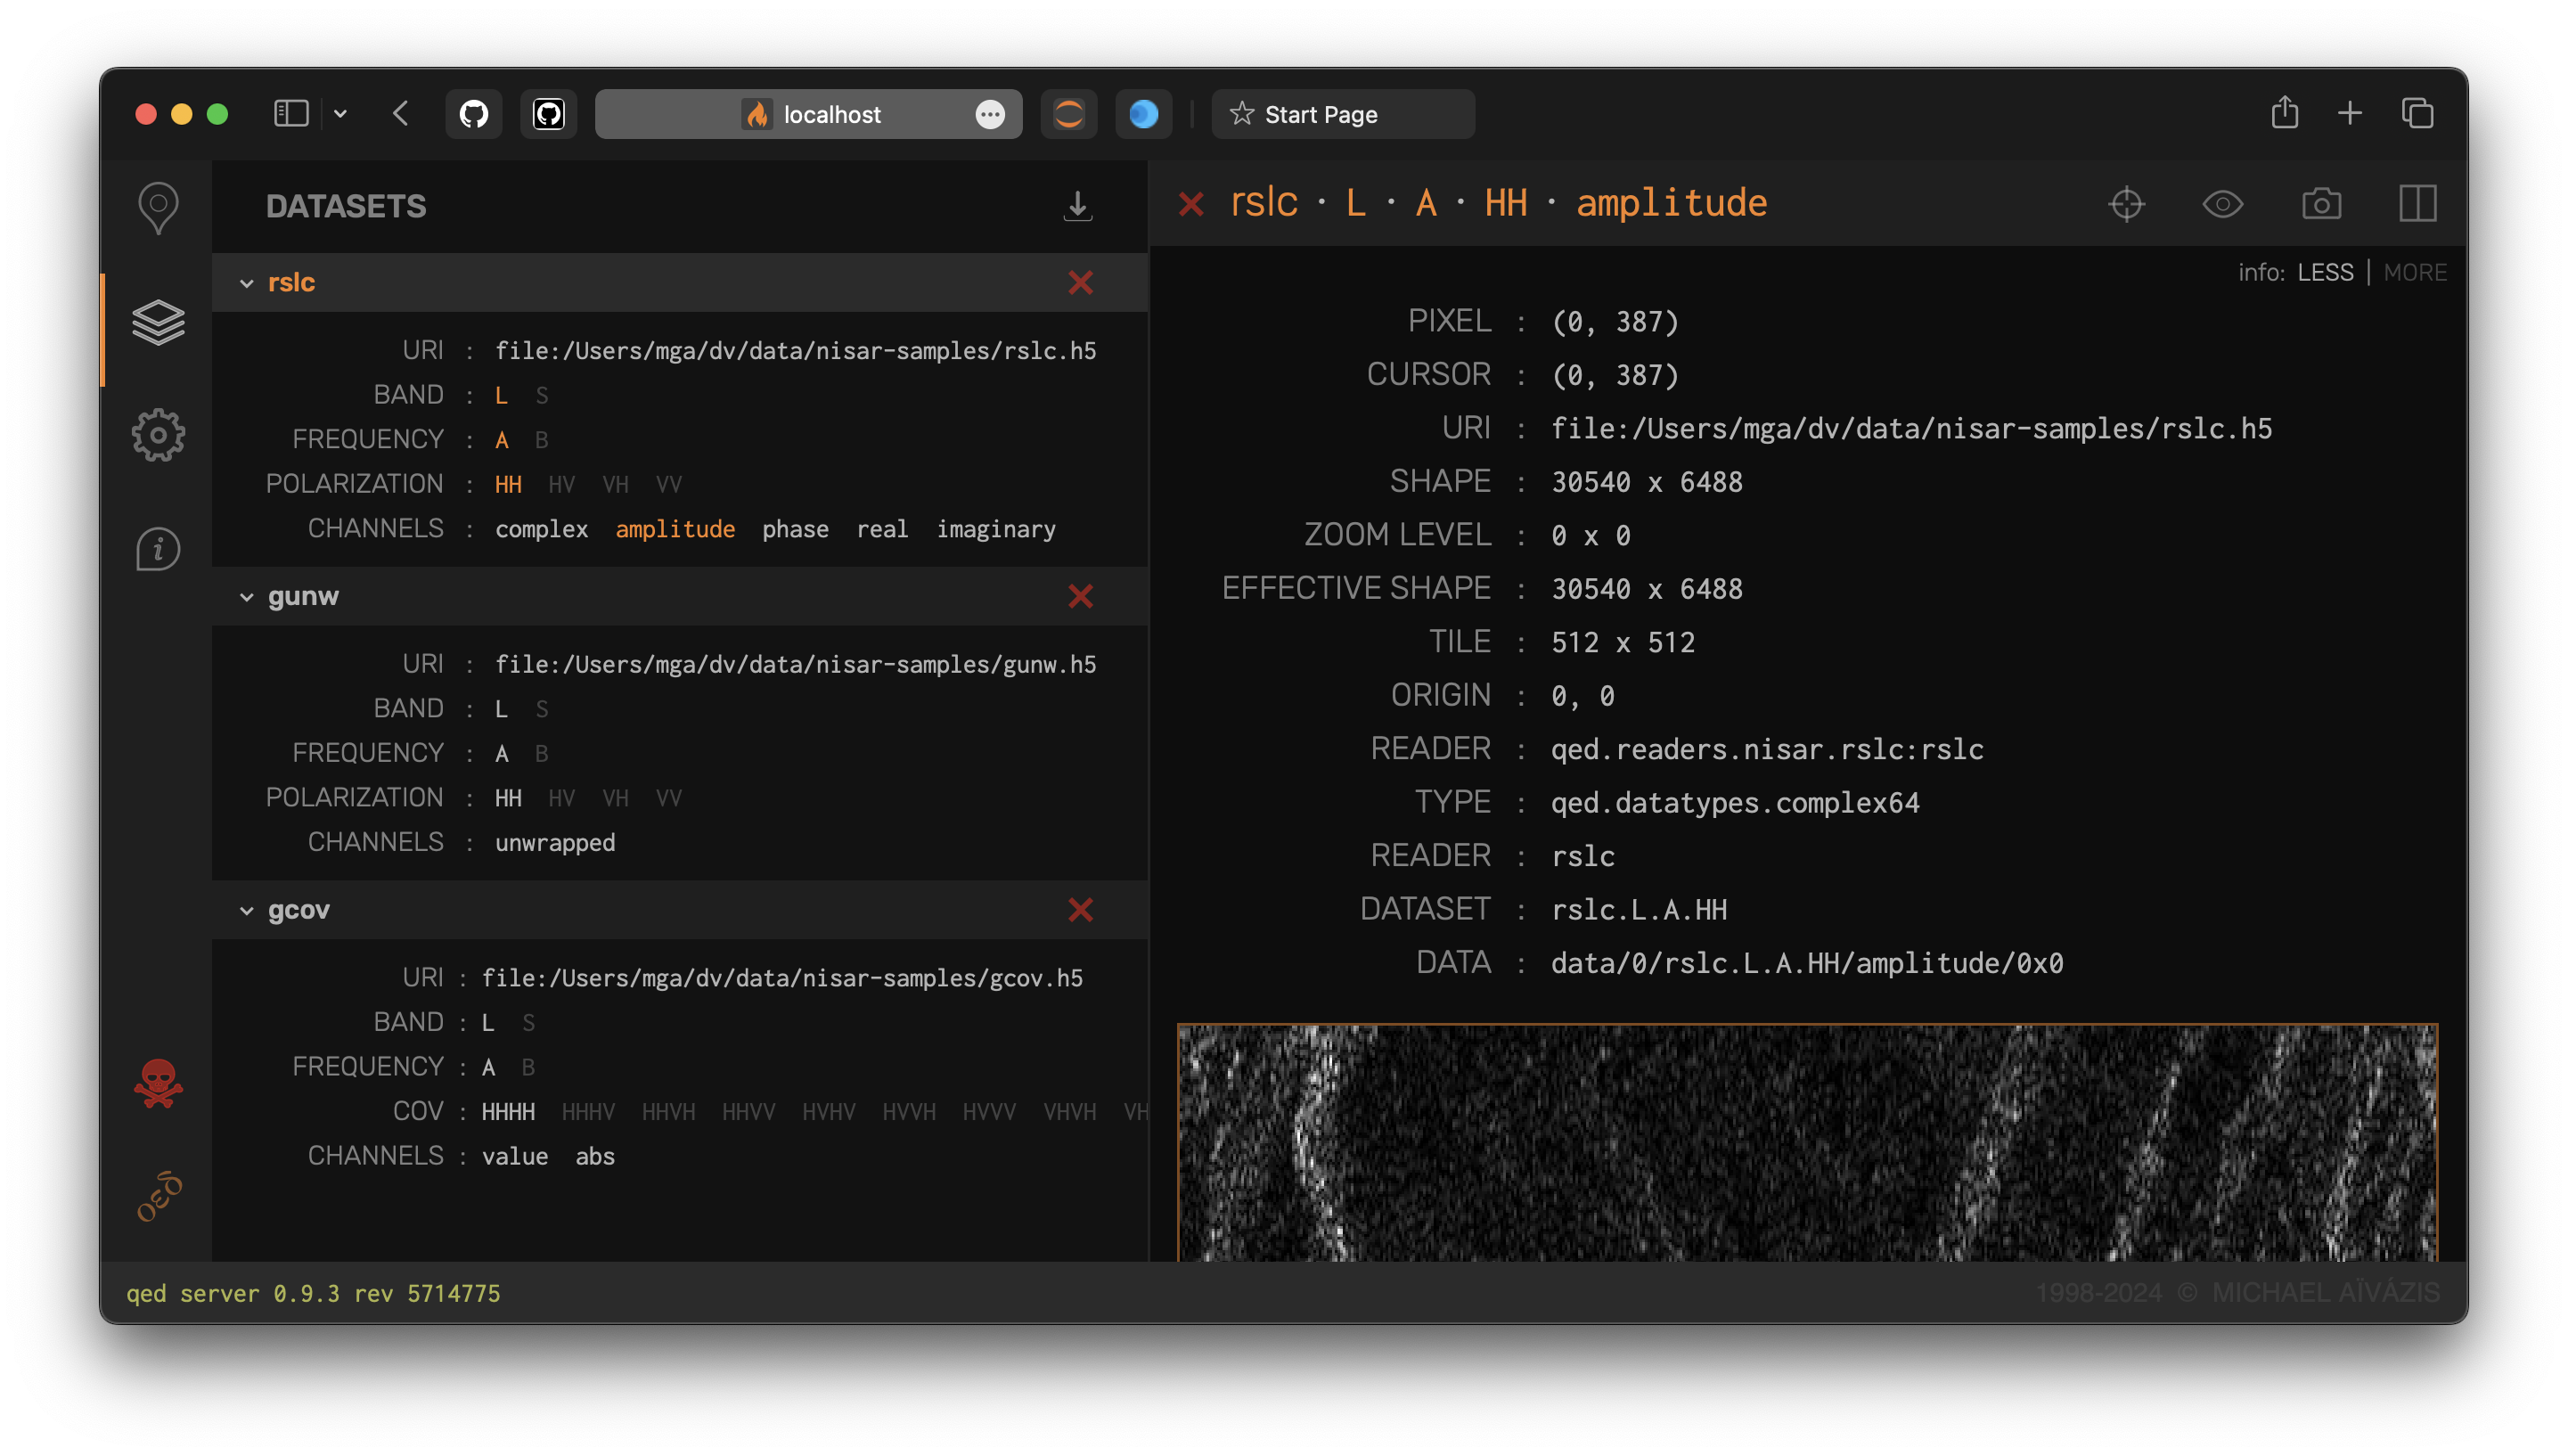 localhost
Start Page
DATASETS
rslc
URI : file:/Users/mga/dv/data/nisar-samples/rslc.h5
BAND : L S
FREQUENCY : A B
POLARIZATION : HH HV VH VV
CHANNELS : complex amplitude phase real imaginary
gunw
URI : file:/Users/mga/dv/data/nisar-samples/gunw.h5
BAND : L S
FREQUENCY : A B
POLARIZATION : HH HV VH VV
CHANNELS : unwrapped
gcov
URI : file:/Users/mga/dv/data/nisar-samples/gcov.h5
BAND : L S
FREQUENCY : A B
COV : HHHH HHHV HHVH HHVV HVHV HVVH HVVV VHVH VH
CHANNELS : value abs
οεδ
rslc · L · A · HH · amplitude
info: LESS | MORE
PIXEL : (0, 387)
CURSOR : (0, 387)
URI : file:/Users/mga/dv/data/nisar-samples/rslc.h5
SHAPE : 30540 x 6488
ZOOM LEVEL : 0 x 0
EFFECTIVE SHAPE : 30540 x 6488
TILE : 512 x 512
ORIGIN : 0, 0
READER : qed.readers.nisar.rslc:rslc
TYPE : qed.datatypes.complex64
READER : rslc
DATASET : rslc.L.A.HH
DATA : data/0/rslc.L.A.HH/amplitude/0x0
qed server 0.9.3 rev 5714775
1998-2024 © MICHAEL AÏVÁZIS